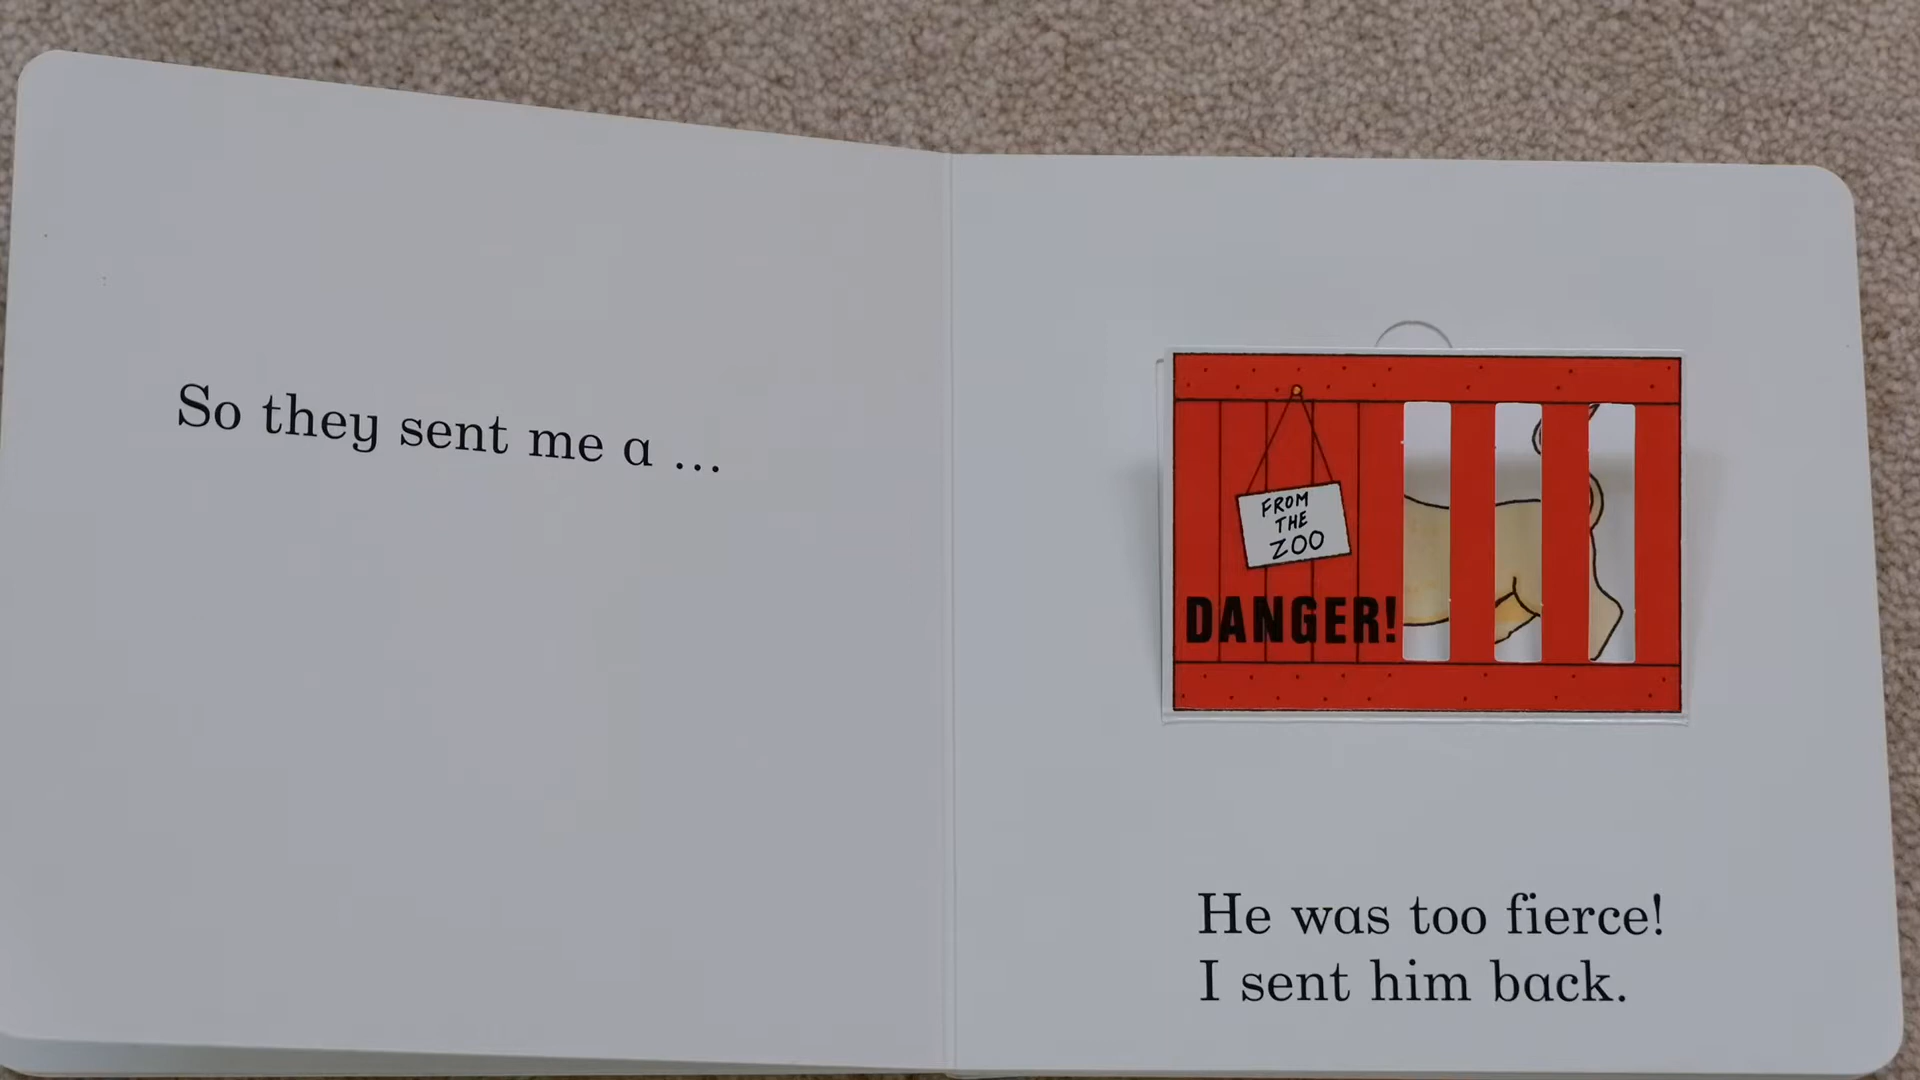 So they sent me a ...
FROM
THE
ZOO
DANGER!
He was too fierce!
I sent him back.